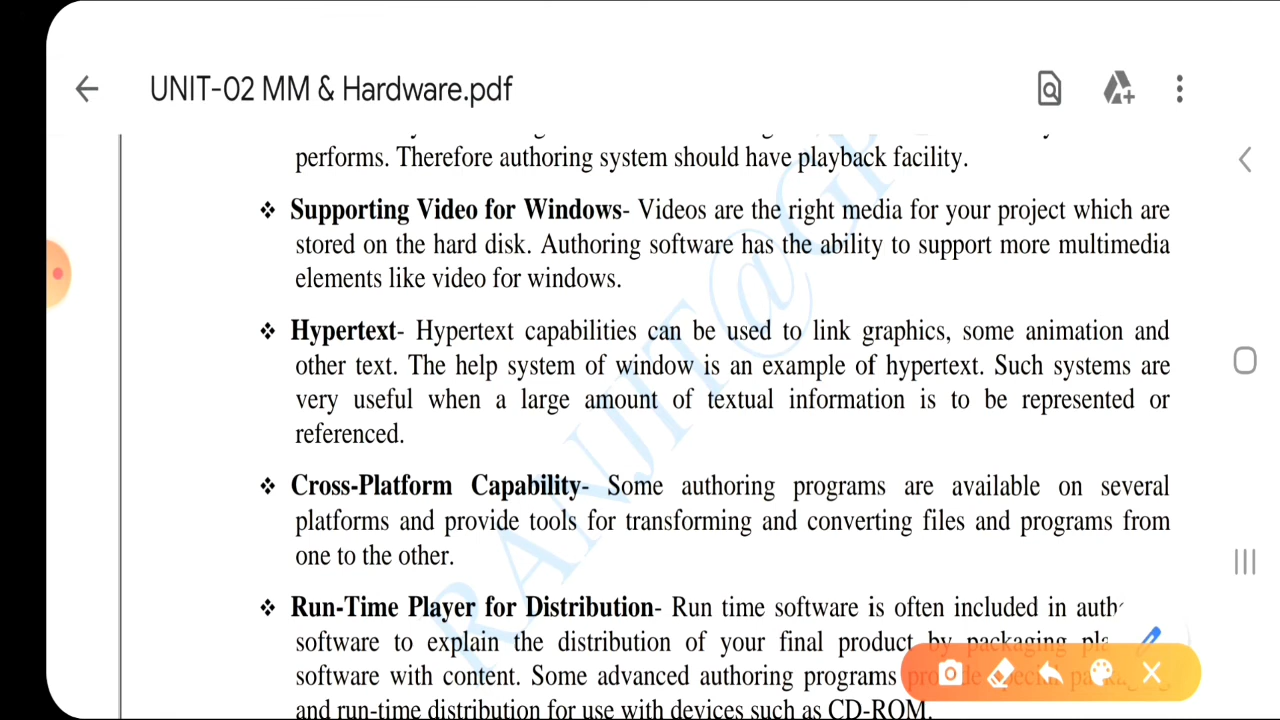 UNIT-02 MM & Hardware.pdf
performs. Therefore authoring system should have playback facility.
❖ Supporting Video for Windows- Videos are the right media for your project which are
stored on the hard disk. Authoring software has the ability to support more multimedia
elements like video for windows.
❖ Hypertext- Hypertext capabilities can be used to link graphics, some animation and
other text. The help system of window is an example of hypertext. Such systems are
very useful when a large amount of textual information is to be represented or
referenced.
❖ Cross-Platform Capability- Some authoring programs are available on several
platforms and provide tools for transforming and converting files and programs from
one to the other.
❖ Run-Time Player for Distribution- Run time software is often included in
software to explain the distribution of your final product by packaging
software with content. Some advanced authoring programs
and run-time distribution for use with devices such as CD-ROM.
RANJIT@GP